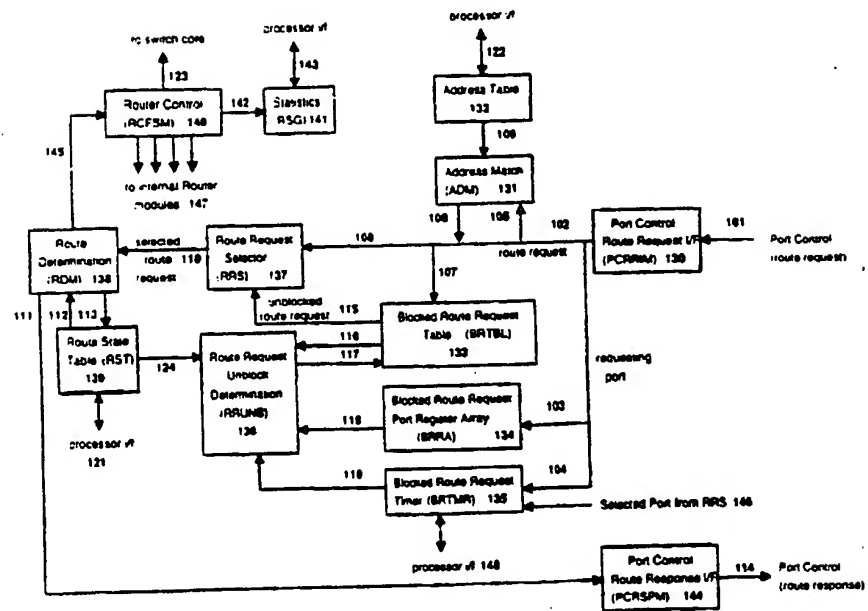 to switch core
123
Router Control
(RCFSM) 140
142
processor i/f
143
Statistics
(RSG) 141
to internal Router
modules 147
145
processor i/f
122
Address Table
132
109
Address Match
(ADM) 131
106
105
102
route request
Port Control
Route Request I/F
(PCRRIM) 130
101
Port Control
(route request)
Route
Determination
(RDM) 138
selected
route 110
request
Route Request
Selector
(RRS) 137
108
107
111
112
113
unblocked
route request
115
Blocked Route Request
Table (BRTBL)
133
116
117
Route State
Table (RST)
139
124
processor i/f
121
Route Request
Unblock
Determination
(RRUNB)
136
requesting
port
Blocked Route Request
Port Register Array
(BRRA) 134
118
103
119
Blocked Route Request
Timer (BRTMR) 135
104
Selected Port from RRS 146
processor i/f 148
Port Control
Route Response I/F
(PCRSPM) 144
114
Port Control
(route response)